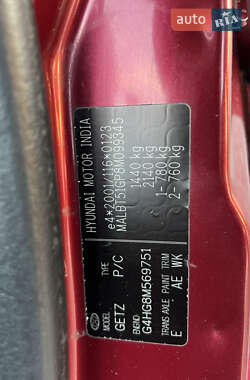 AUTO.RIA.com
HYUNDAI MOTOR INDIA
e4*2001/116*0123
MALBT51GP8M099345
1440 kg
2140 kg
1- 780 kg
2- 760 kg
MODEL GETZ TYPE P/C
ENGINE G4HG8M569751
TRANS AXLE PAINT TRIM
E AE WK